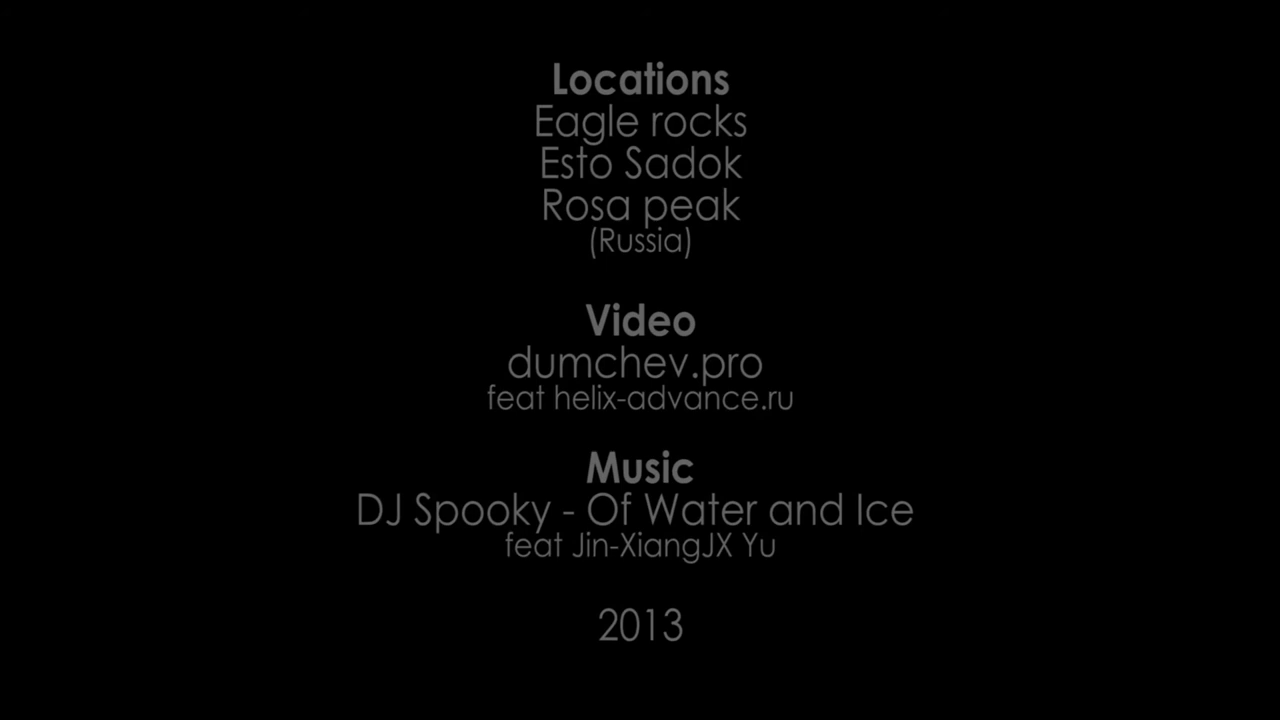 Locations
Eagle rocks
Esto Sadok
Rosa peak
(Russia)
Video
dumchev.pro
feat helix-advance.ru
Music
DJ Spooky - Of Water and Ice
feat Jin-XiangJX Yu
2013